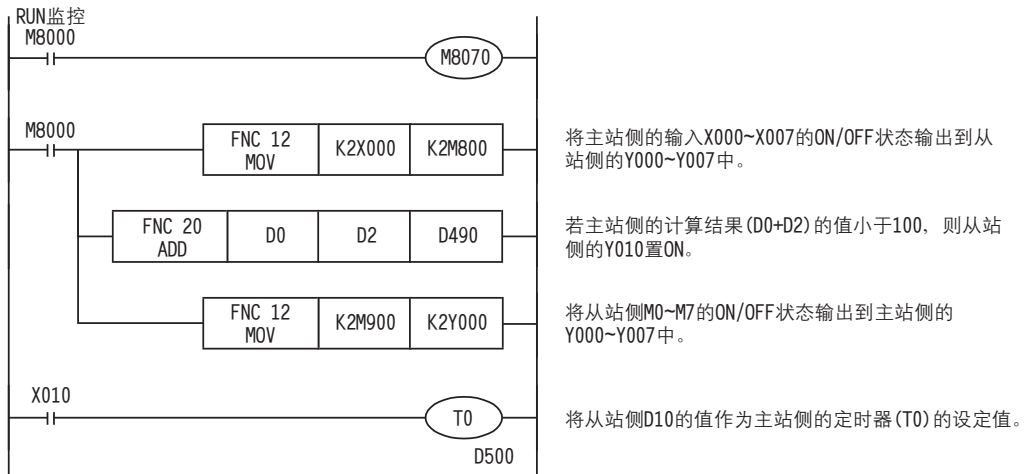 RUN监控
M8000
M8070
M8000
FNC 12
MOV
K2X000
K2M800
将主站侧的输入X000~X007的ON/OFF状态输出到从
站侧的Y000~Y007中。
FNC 20
ADD
D0
D2
D490
若主站侧的计算结果(D0+D2)的值小于100，则从站
侧的Y010置ON。
FNC 12
MOV
K2M900
K2Y000
将从站侧M0~M7的ON/OFF状态输出到主站侧的
Y000~Y007中。
X010
T0
将从站侧D10的值作为主站侧的定时器(T0)的设定值。
D500